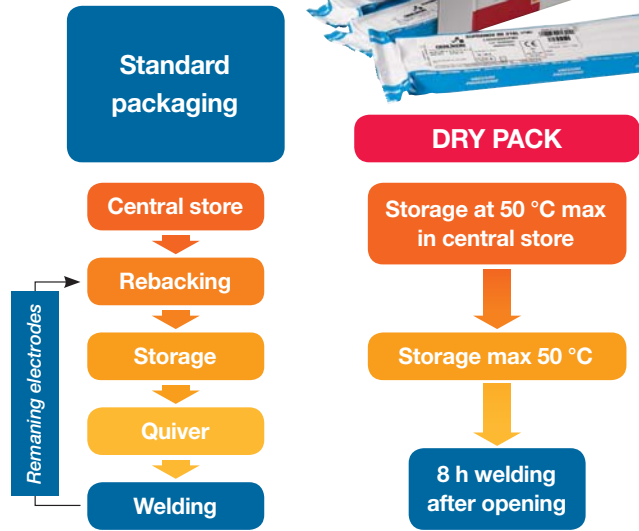 Standard
packaging
OERLIKON
DRY PACK
Central store
Rebacking
Storage
Quiver
Welding
Remaning electrodes
Storage at 50 °C max
in central store
Storage max 50 °C
8 h welding
after opening